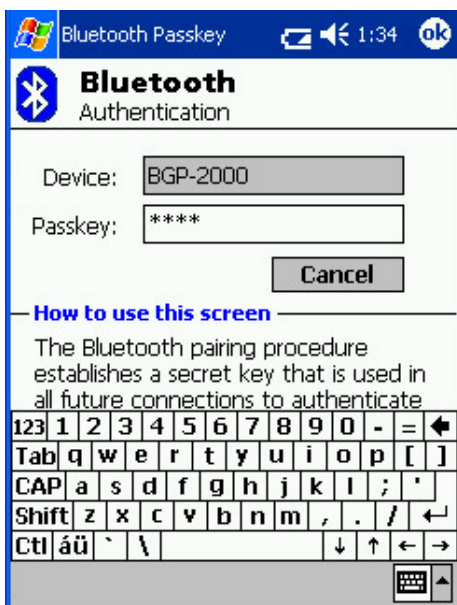 Bluetooth Passkey 1:34 ok
Bluetooth
Authentication
Device: BGP-2000
Passkey: ****
Cancel
How to use this screen
The Bluetooth pairing procedure
establishes a secret key that is used in
all future connections to authenticate
123 1 2 3 4 5 6 7 8 9 0 - = 🡄
Tab q w e r t y u i o p [ ]
CAP a s d f g h j k l ; '
Shift z x c v b n m , . / ↵
Ctl áü ` \ ↓ ↑ ← →